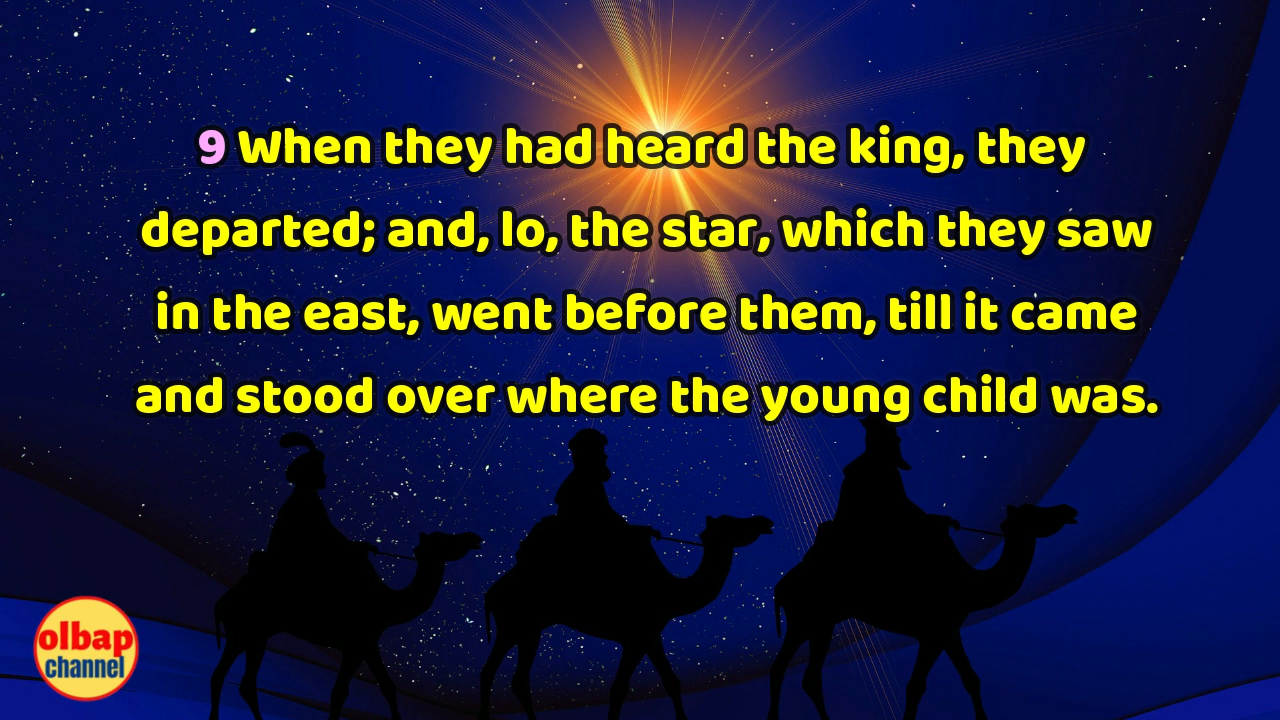 9 When they had heard the king, they
departed; and, lo, the star, which they saw
in the east, went before them, till it came
and stood over where the young child was.
olbap
channel